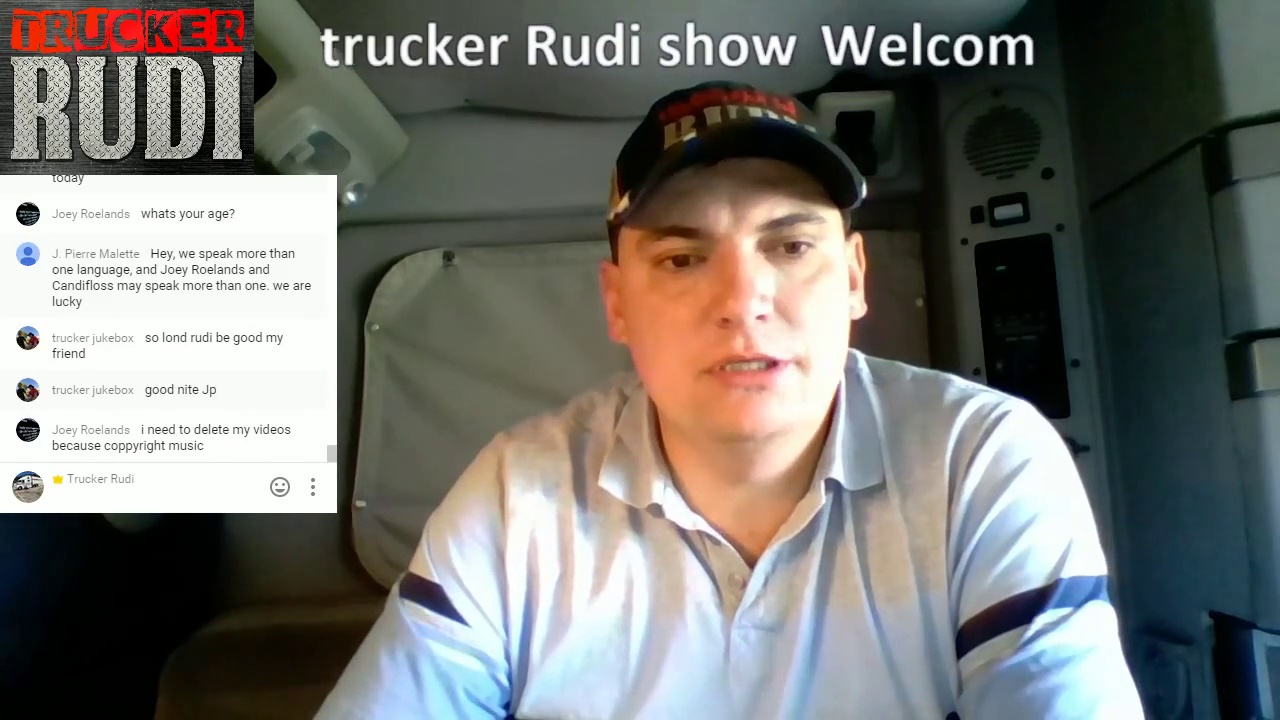 TRUCKER
RUDI
trucker Rudi show Welcom
today
Joey Roelands whats your age?
J. Pierre Malette Hey, we speak more than
one language, and Joey Roelands and
Candifloss may speak more than one. we are
lucky
trucker jukebox so lond rudi be good my
friend
trucker jukebox good nite Jp
Joey Roelands i need to delete my videos
because coppyright music
Trucker Rudi
RUDI